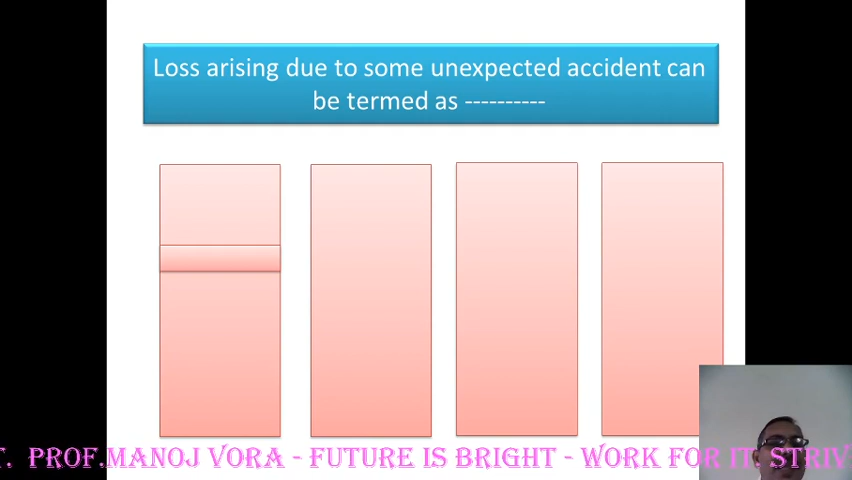 Loss arising due to some unexpected accident can
be termed as ----------
T. PROF.MANOJ VORA - FUTURE IS BRIGHT - WORK FOR IT. STRIV